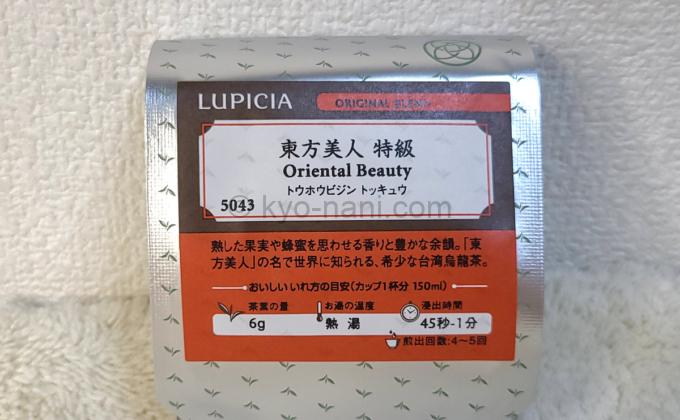 LUPICIA
ORIGINAL BLEND
東方美人 特級
Oriental Beauty
トウホウビジン トッキュウ
5043
© kyo-nani.com
熟した果実や蜂蜜を思わせる香りと豊かな余韻。「東
方美人」の名で世界に知られる、希少な台湾烏龍茶。
おいしいいれ方の目安(カップ1杯分 150ml)
茶葉の量 お湯の温度 浸出時間
6g 熱湯 45秒-1分
煎出回数:4〜5回